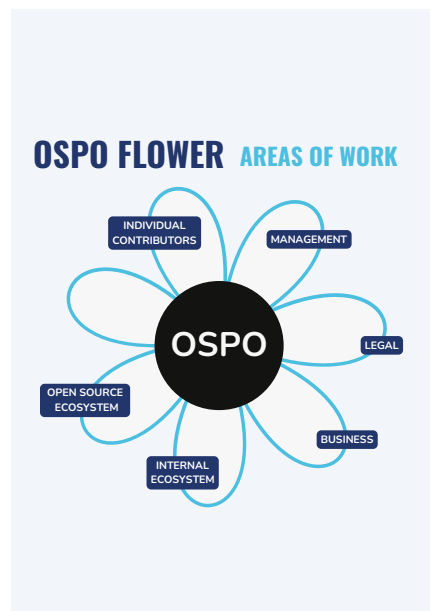 OSPO FLOWER AREAS OF WORK
INDIVIDUAL
CONTRIBUTORS
MANAGEMENT
OSPO
LEGAL
OPEN SOURCE
ECOSYSTEM
BUSINESS
INTERNAL
ECOSYSTEM